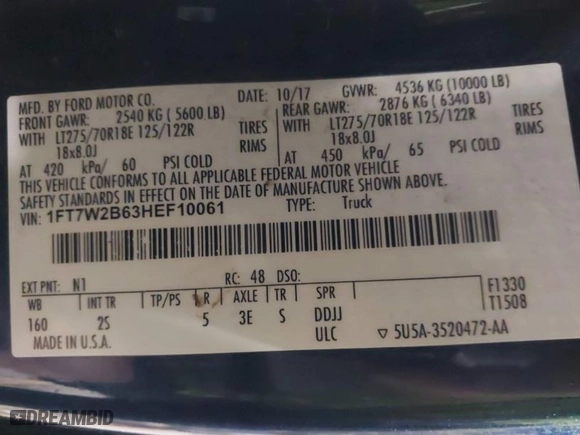 MFD. BY FORD MOTOR CO.
DATE: 10/17 GVWR: 4536 KG (10000 LB)
FRONT GAWR: 2540 KG ( 5600 LB) REAR GAWR: 2876 KG ( 6340 LB)
WITH LT275/70R18E 125/122R TIRES WITH LT275/70R18E 125/122R TIRES
18x8.0J RIMS 18x8.0J RIMS
AT 420 kPa/ 60 PSI COLD AT 450 kPa/ 65 PSI COLD
THIS VEHICLE CONFORMS TO ALL APPLICABLE FEDERAL MOTOR VEHICLE
SAFETY STANDARDS IN EFFECT ON THE DATE OF MANUFACTURE SHOWN ABOVE.
VIN: 1FT7W2B63HEF10061 TYPE: Truck
EXT PNT: N1 RC: 48 DSO:
WB INT TR TP/PS R AXLE TR SPR F1330
T1508
160 2S 5 3E S DDJJ
ULC ▽ 5U5A-3520472-AA
MADE IN U.S.A.
DREAMBID